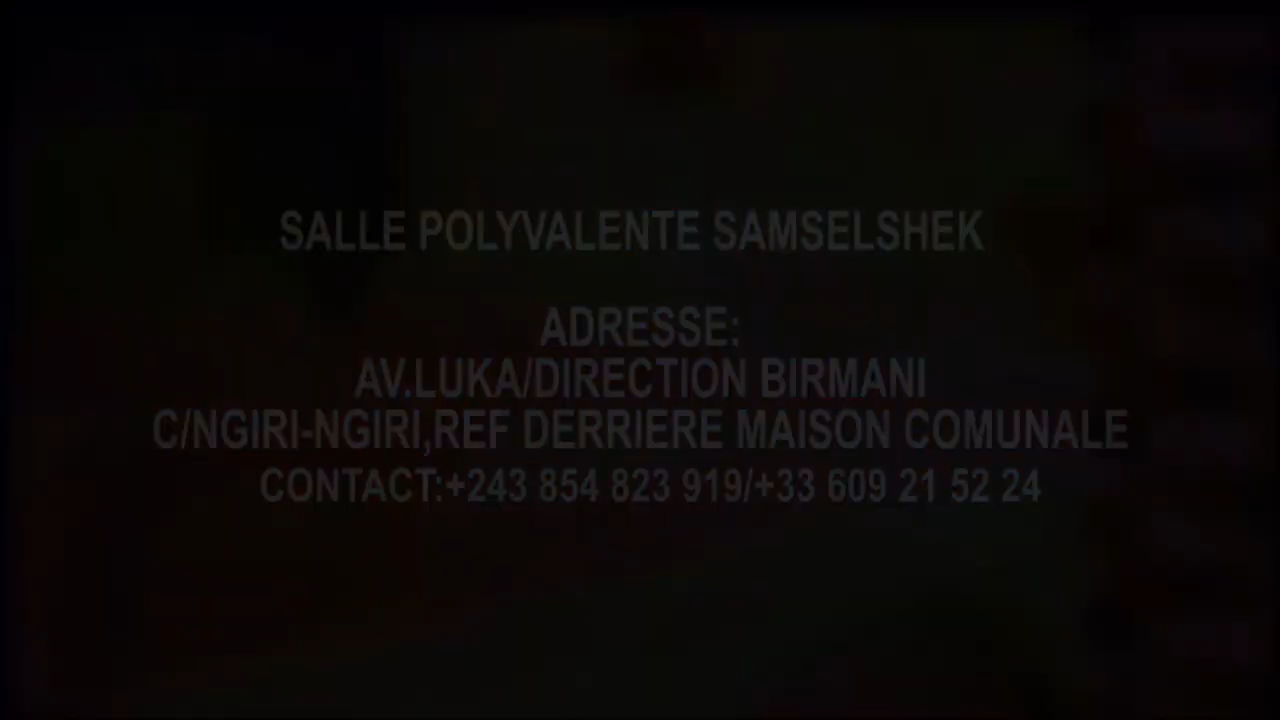 SALLE POLYVALENTE SAMSELSHEK
ADRESSE:
AV.LUKA/DIRECTION BIRMANI
C/NGIRI-NGIRI,REF DERRIERE MAISON COMUNALE
CONTACT:+243 854 823 919/+33 609 21 52 24